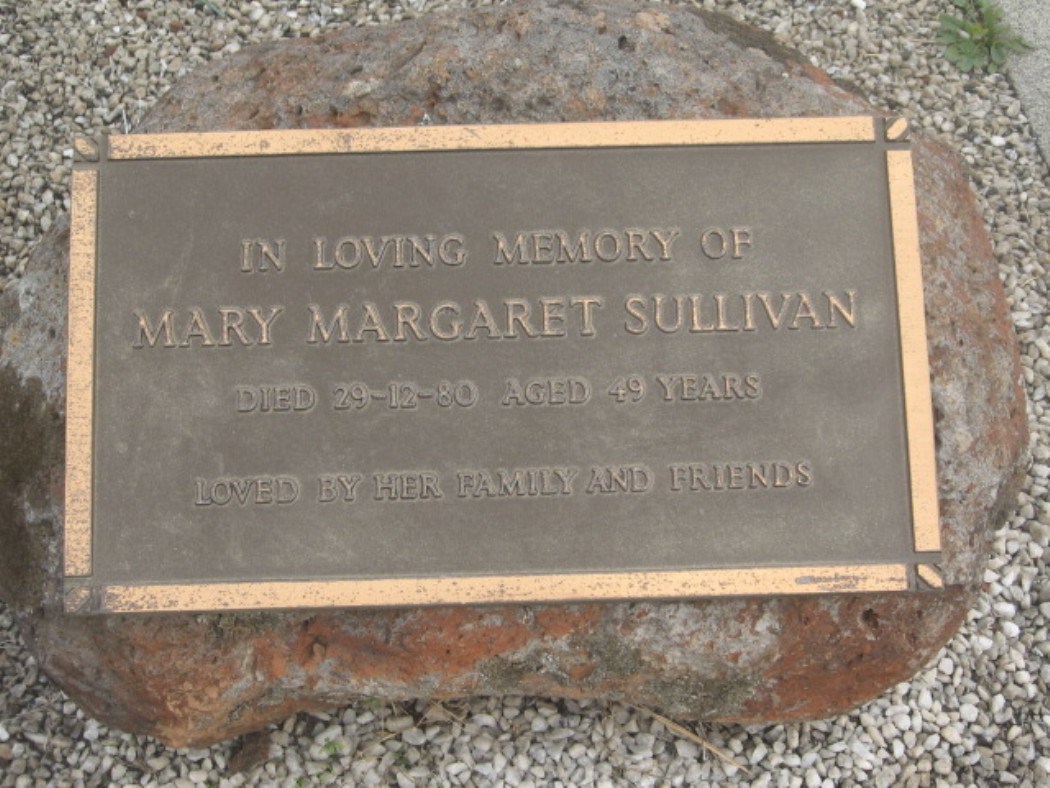 IN LOVING MEMORY OF
MARY MARGARET SULLIVAN
DIED 29-12-80 AGED 49 YEARS
LOVED BY HER FAMILY AND FRIENDS